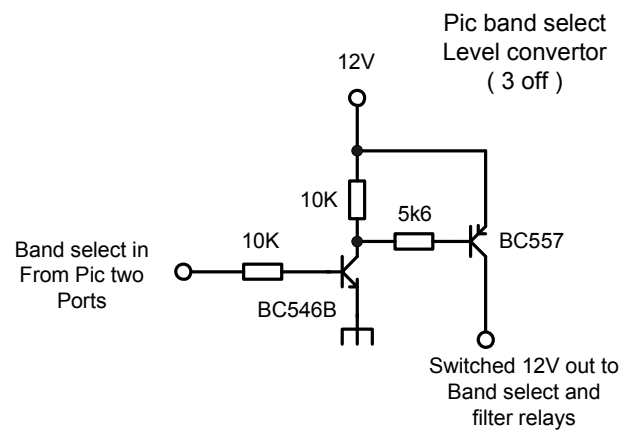 Pic band select
Level convertor
( 3 off )
12V
10K
5k6
BC557
Band select in
From Pic two
Ports
10K
BC546B
Switched 12V out to
Band select and
filter relays